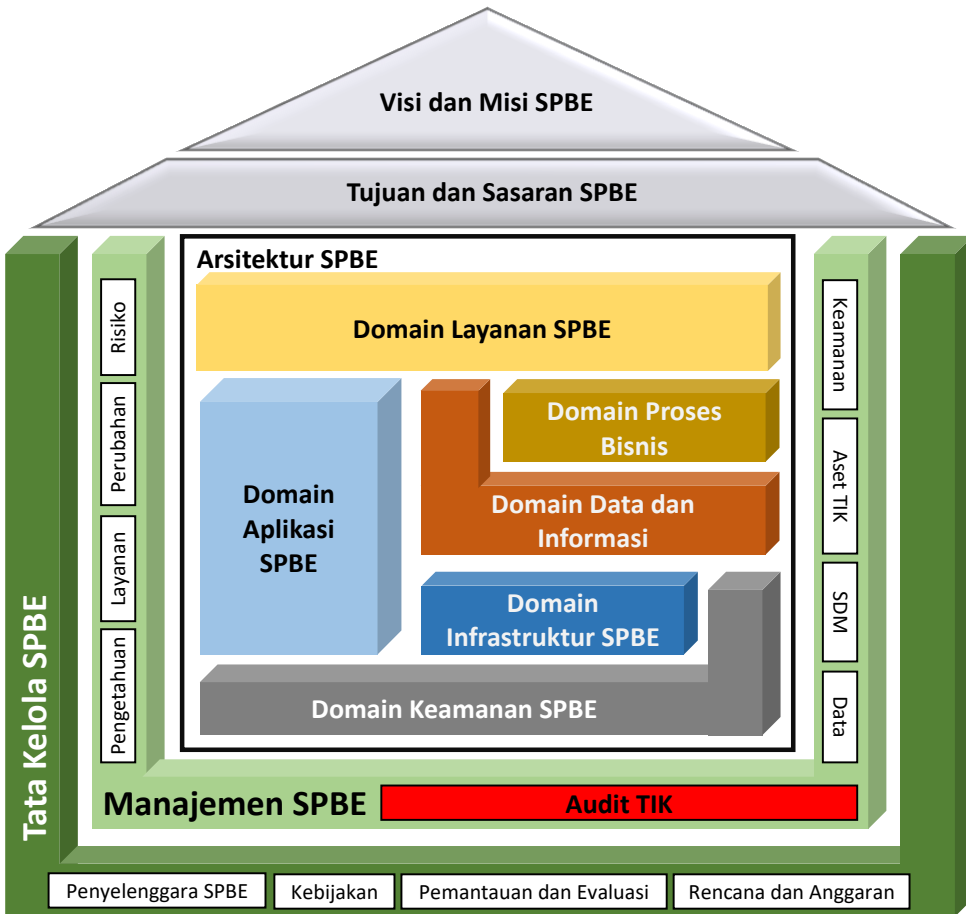 Visi dan Misi SPBE
Tujuan dan Sasaran SPBE
Tata Kelola SPBE
Risiko
Perubahan
Layanan
Pengetahuan
Arsitektur SPBE
Domain Layanan SPBE
Domain
Aplikasi
SPBE
Domain Proses
Bisnis
Domain Data dan
Informasi
Domain
Infrastruktur SPBE
Domain Keamanan SPBE
Keamanan
Aset TIK
SDM
Data
Manajemen SPBE
Audit TIK
Penyelenggara SPBE
Kebijakan
Pemantauan dan Evaluasi
Rencana dan Anggaran